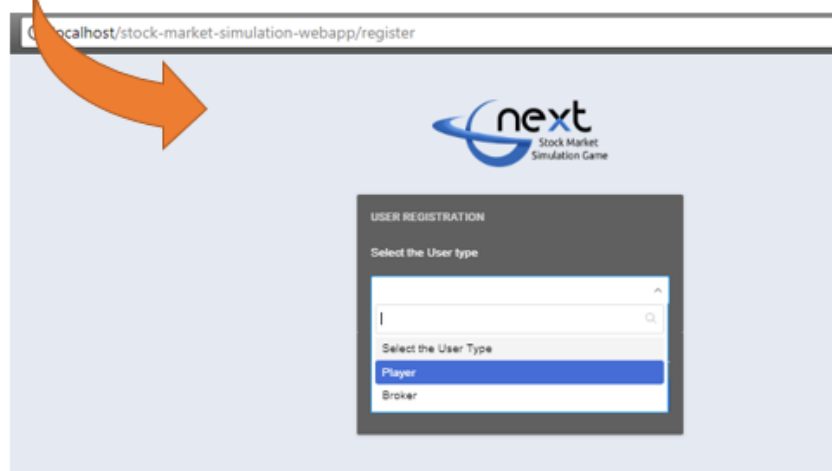 localhost/stock-market-simulation-webapp/register
next
Stock Market
Simulation Game
USER REGISTRATION
Select the User type
Select the User Type
Player
Broker